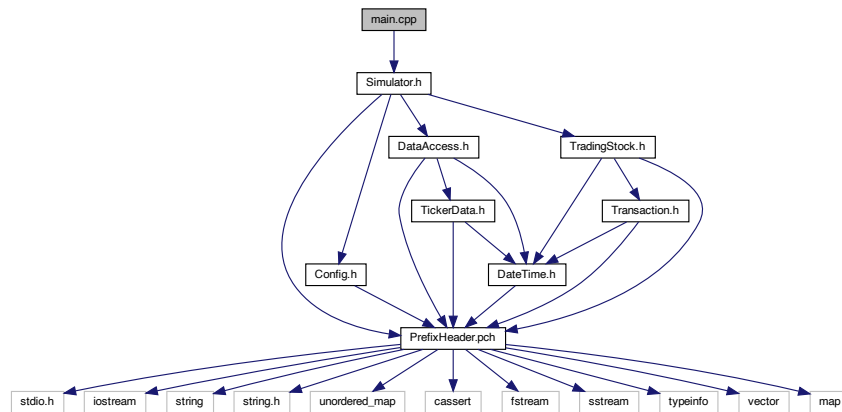 main.cpp
Simulator.h
DataAccess.h
TradingStock.h
TickerData.h
Transaction.h
Config.h
DateTime.h
PrefixHeader.pch
stdio.h
iostream
string
string.h
unordered_map
cassert
fstream
sstream
typeinfo
vector
map